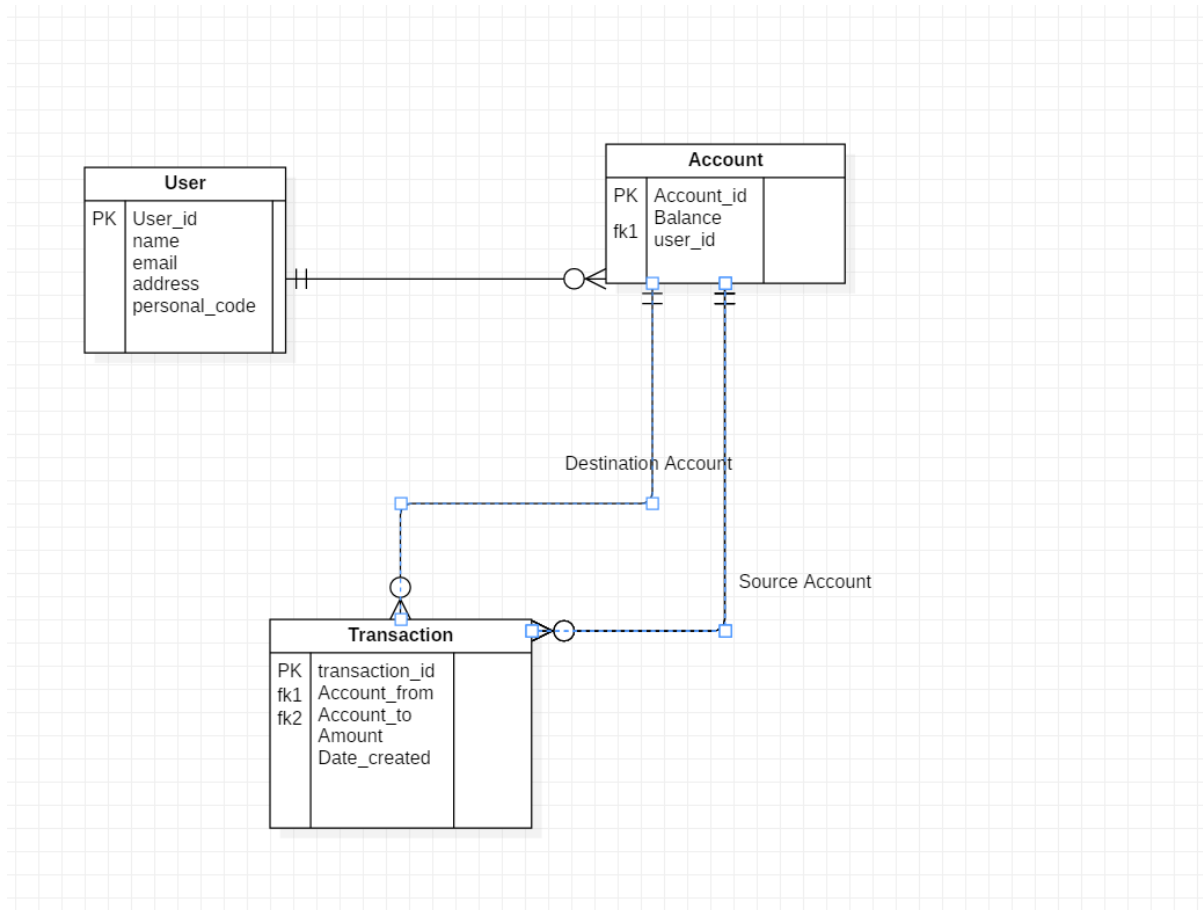 User
PK User_id
name
email
address
personal_code
Account
PK Account_id
Balance
fk1 user_id
Destination Account
Source Account
Transaction
PK transaction_id
fk1 Account_from
fk2 Account_to
Amount
Date_created